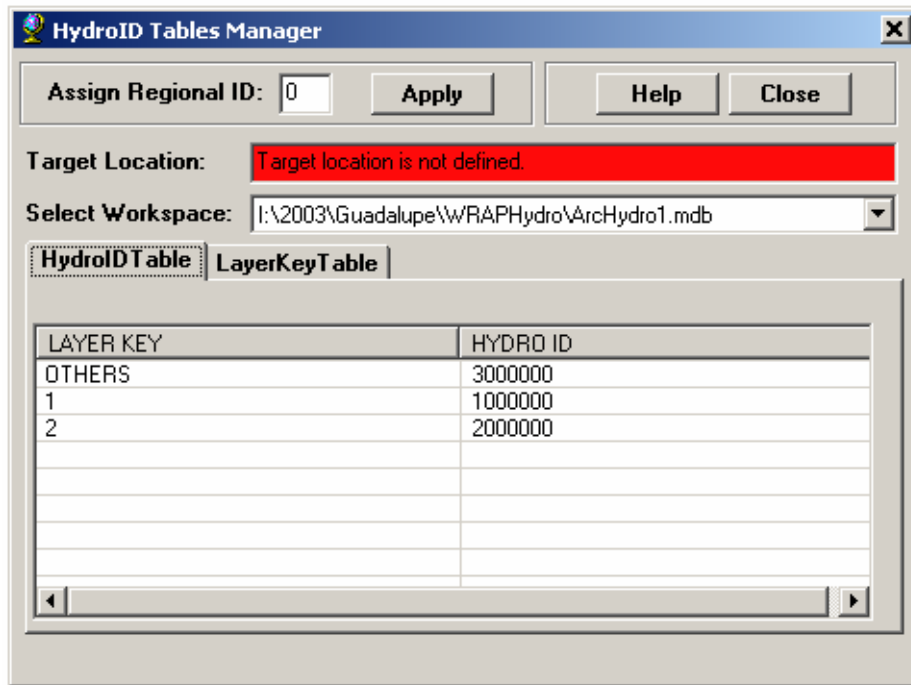 HydroID Tables Manager
Assign Regional ID: 0 Apply Help Close
Target Location: Target location is not defined.
Select Workspace: I:\2003\Guadalupe\WRAPHydro\ArcHydro1.mdb
HydroIDTable LayerKeyTable
LAYER KEY HYDRO ID
OTHERS 3000000
1 1000000
2 2000000